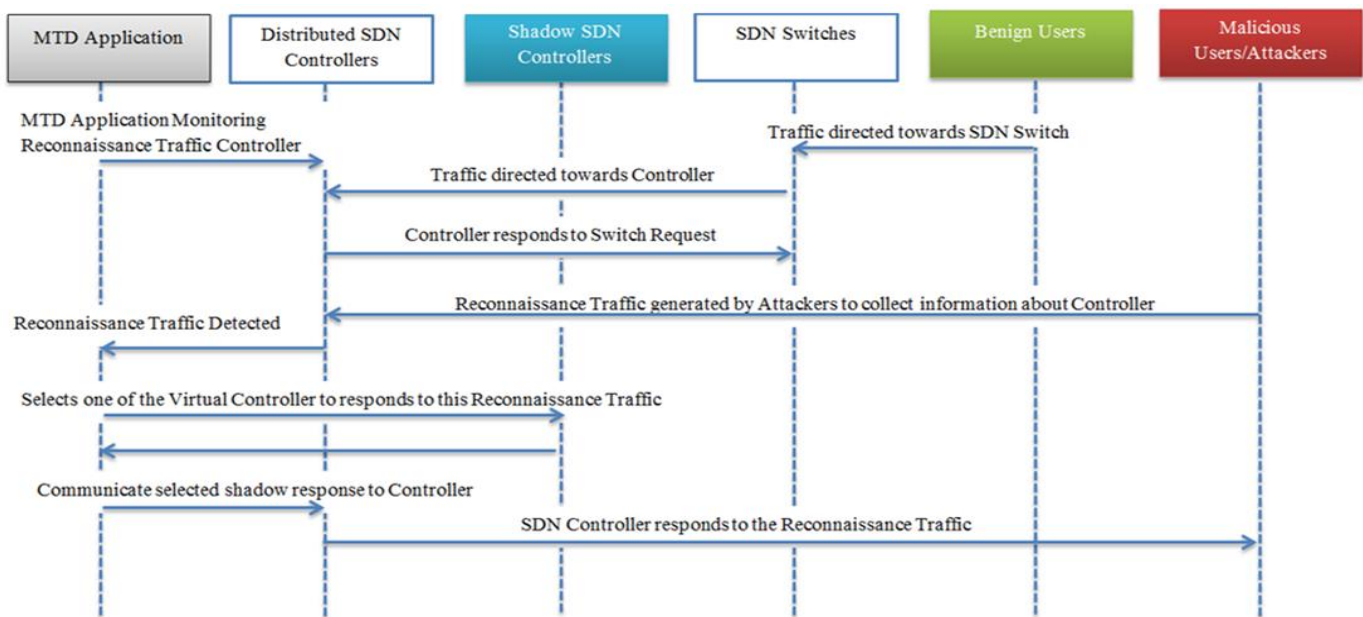 MTD Application
Distributed SDN
Controllers
Shadow SDN
Controllers
SDN Switches
Benign Users
Malicious
Users/Attackers
MTD Application Monitoring
Reconnaissance Traffic Controller
Traffic directed towards SDN Switch
Traffic directed towards Controller
Controller responds to Switch Request
Reconnaissance Traffic generated by Attackers to collect information about Controller
Reconnaissance Traffic Detected
Selects one of the Virtual Controller to responds to this Reconnaissance Traffic
Communicate selected shadow response to Controller
SDN Controller responds to the Reconnaissance Traffic